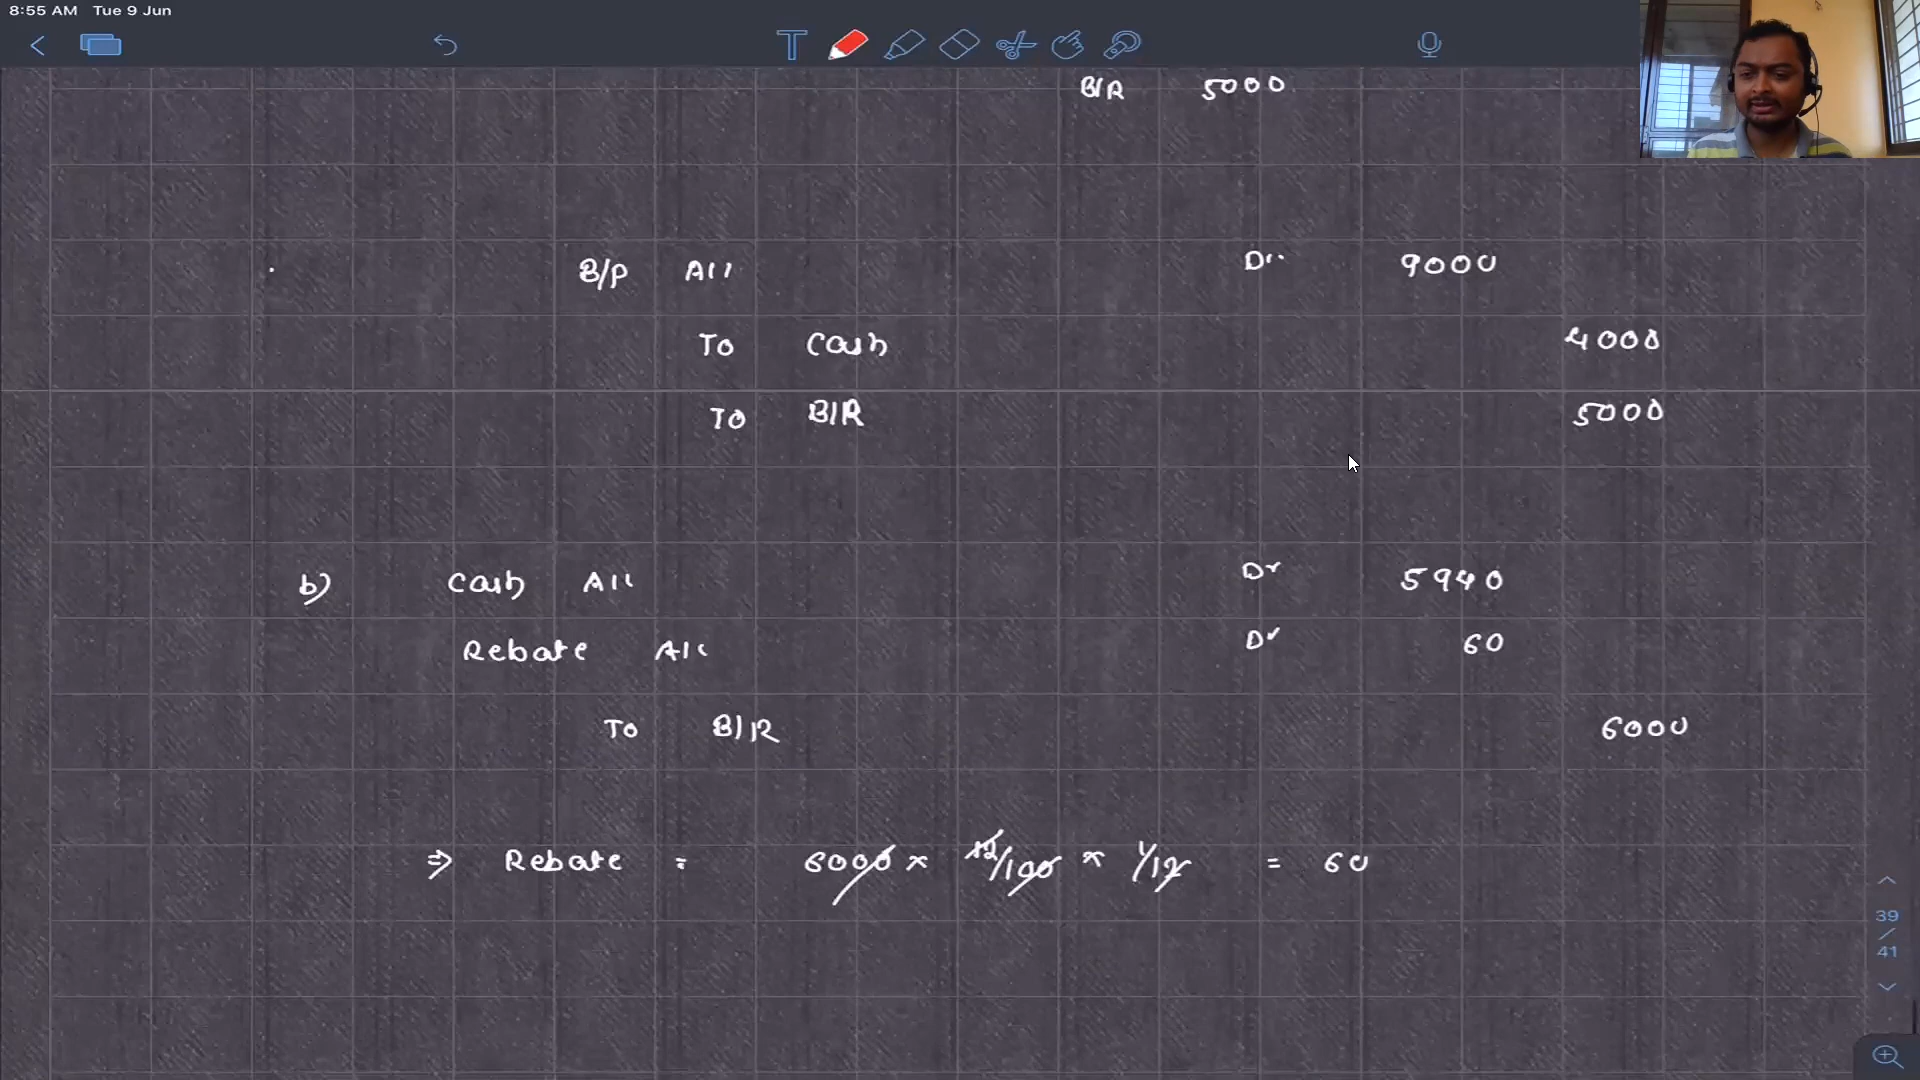 8:55 AM Tue 9 Jun
T
B/R 5000
B/P A/c Dr. 9000
To Cash 4000
To B/R 5000
b) Cash A/c Dr 5940
Rebate A/c Dr 60
To B/R 6000
⇒ Rebate = 6000 × 12/100 × 1/12 = 60
39
/
41